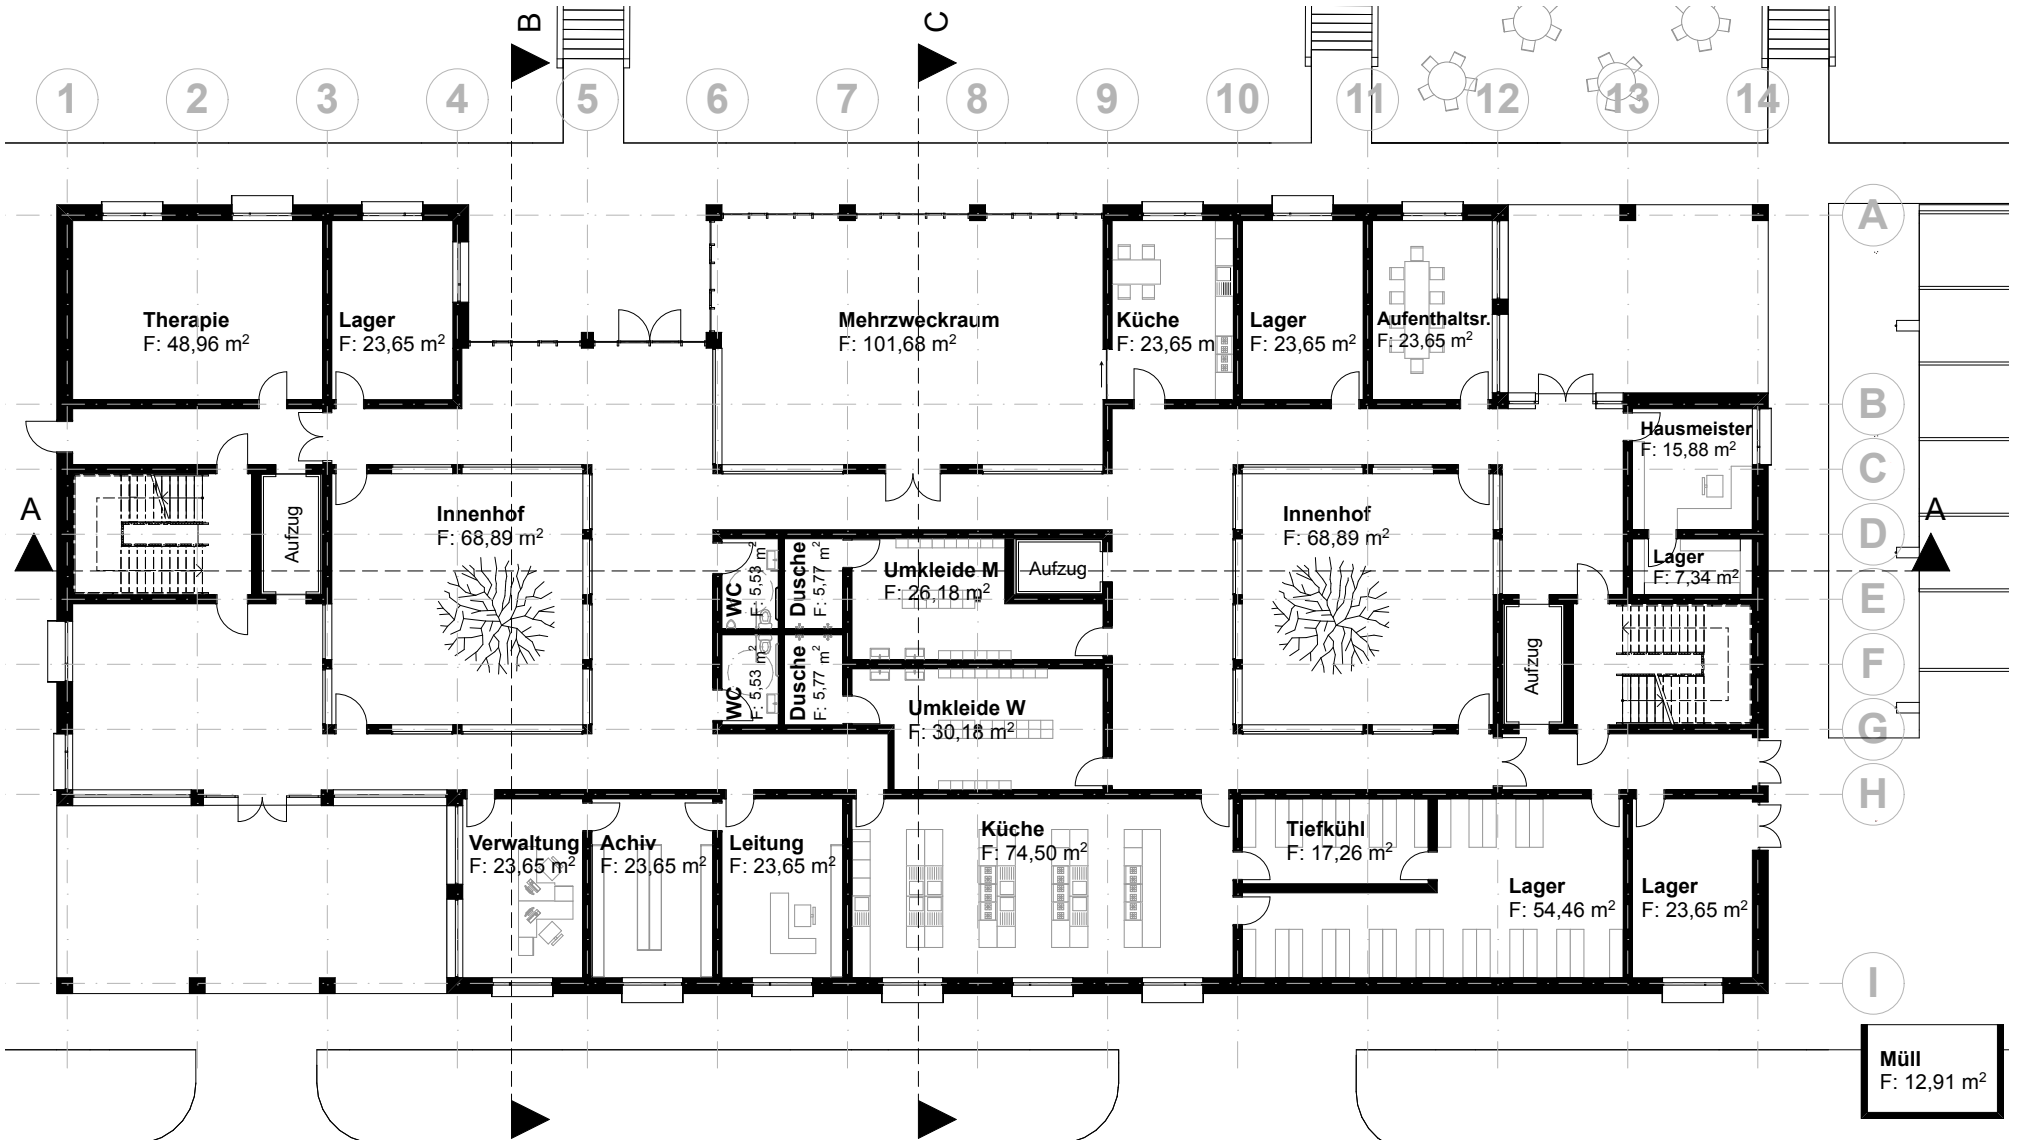 B
C
1 2 3 4 5 6 7 8 9 10 11 12 13 14
A
Therapie
F: 48,96 m²
Lager
F: 23,65 m²
Mehrzweckraum
F: 101,68 m²
Küche
F: 23,65 m
Lager
F: 23,65 m²
Aufenthaltsr.
F: 23,65 m²
B
Hausmeister
F: 15,88 m²
C
A
Aufzug
Innenhof
F: 68,89 m²
WC
F: 5,53 m²
Dusche
F: 5,77 m²
Umkleide M
F: 26,18 m²
Aufzug
Innenhof
F: 68,89 m²
D
A
Lager
F: 7,34 m²
E
WC
F: 5,53 m²
Dusche
F: 5,77 m²
Umkleide W
F: 30,18 m²
Aufzug
F
G
H
Verwaltung
F: 23,65 m²
Achiv
F: 23,65 m²
Leitung
F: 23,65 m²
Küche
F: 74,50 m²
Tiefkühl
F: 17,26 m²
Lager
F: 54,46 m²
Lager
F: 23,65 m²
I
Müll
F: 12,91 m²